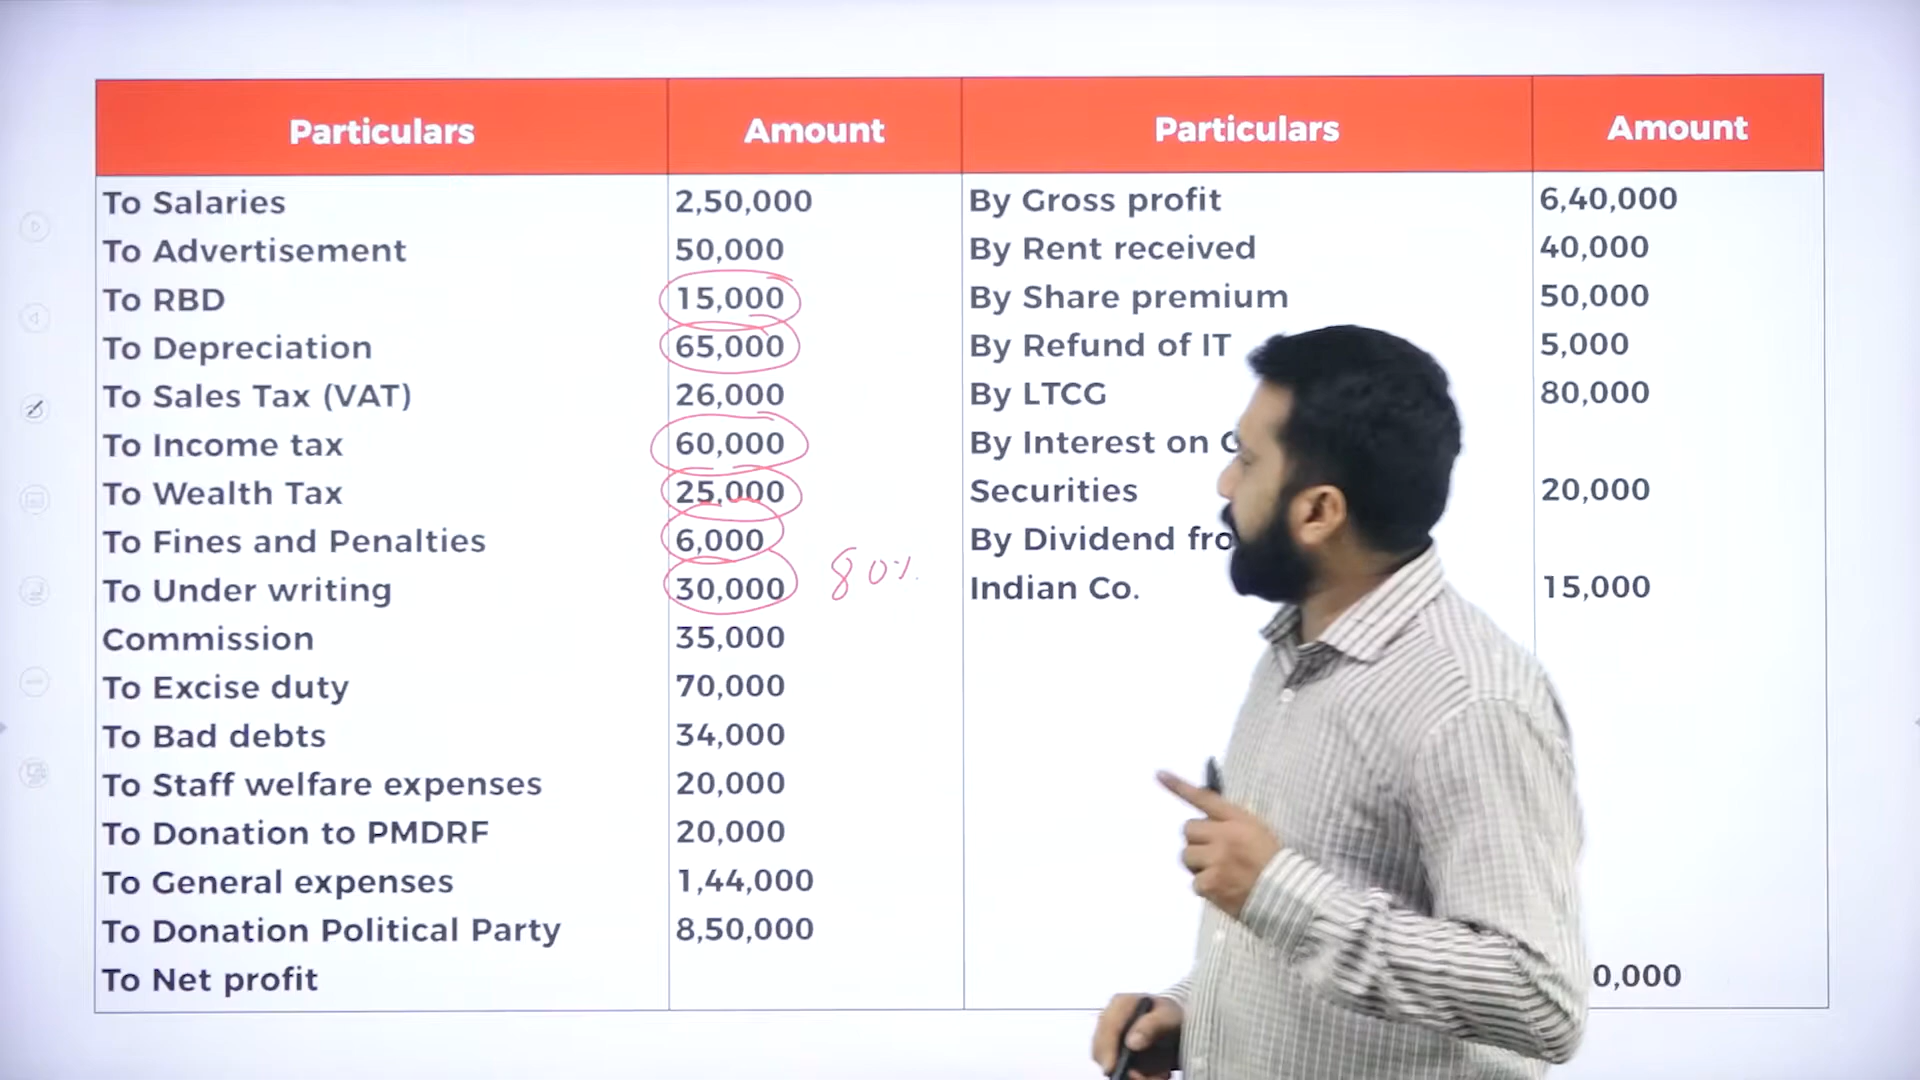 Particulars Amount Particulars Amount
To Salaries 2,50,000 By Gross profit 6,40,000
To Advertisement 50,000 By Rent received 40,000
To RBD 15,000 By Share premium 50,000
To Depreciation 65,000 By Refund of IT 5,000
To Sales Tax (VAT) 26,000 By LTCG 80,000
To Income tax 60,000 By Interest on
To Wealth Tax 25,000 Securities 20,000
To Fines and Penalties 6,000 By Dividend
To Under writing 30,000 80% Indian Co. 15,000
Commission 35,000
To Excise duty 70,000
To Bad debts 34,000
To Staff welfare expenses 20,000
To Donation to PMDRF 20,000
To General expenses 1,44,000
To Donation Political Party 8,50,000
To Net profit 0,000